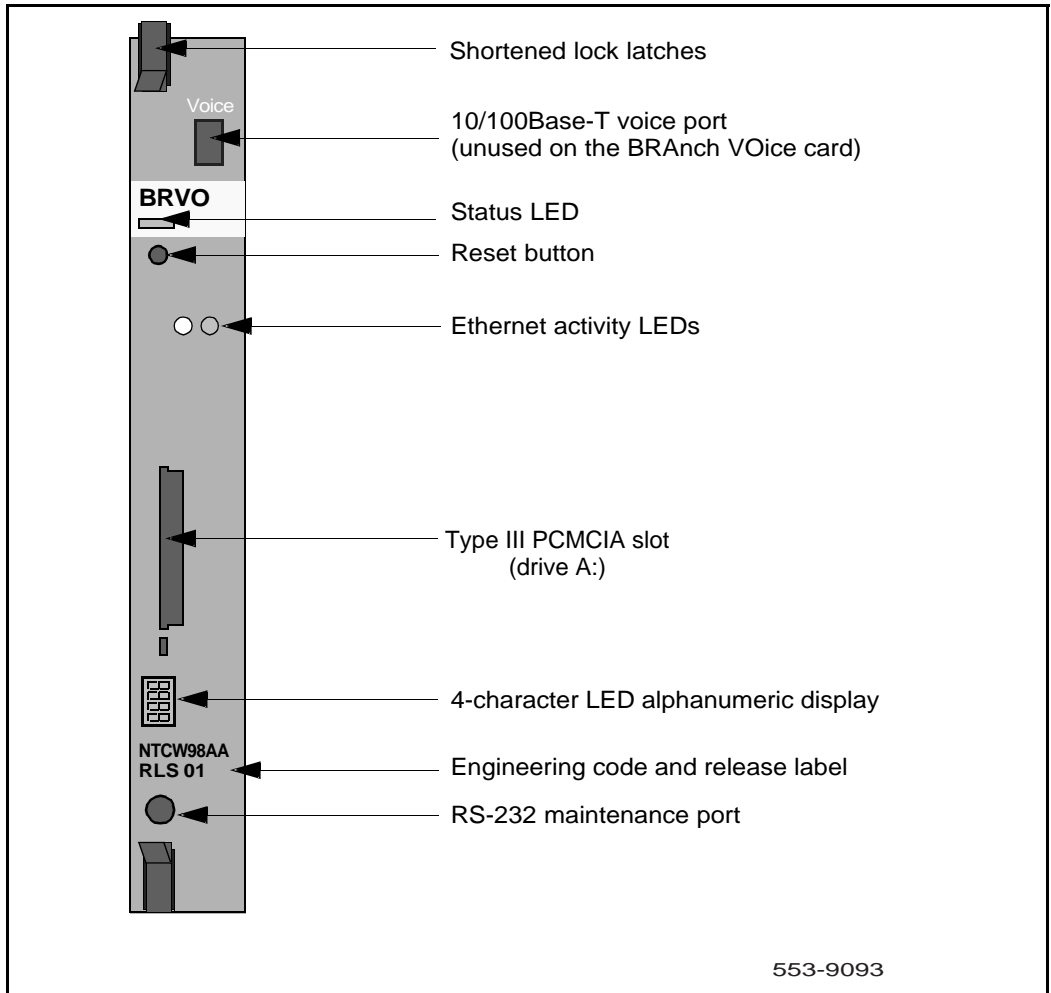 Shortened lock latches
Voice
10/100Base-T voice port
(unused on the BRAnch VOice card)
BRVO
Status LED
Reset button
Ethernet activity LEDs
Type III PCMCIA slot
(drive A:)
4-character LED alphanumeric display
NTCW98AA
RLS 01
Engineering code and release label
RS-232 maintenance port
553-9093